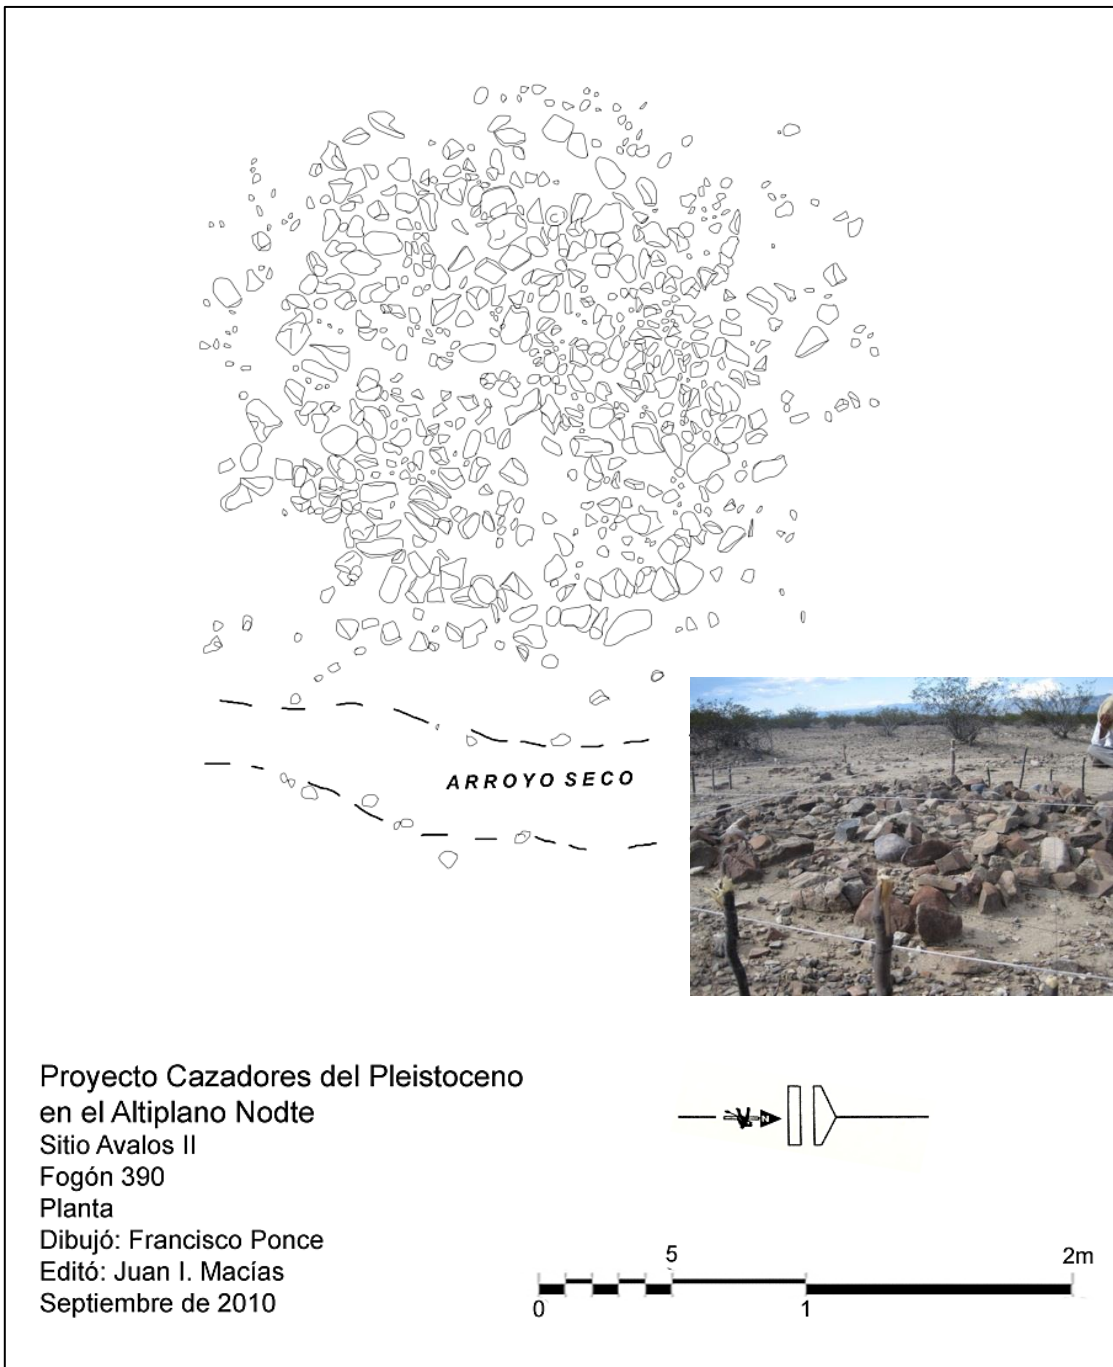 ARROYO SECO
Proyecto Cazadores del Pleistoceno
en el Altiplano Nodte
Sitio Avalos II
Fogón 390
Planta
Dibujó: Francisco Ponce
Editó: Juan I. Macías
Septiembre de 2010
N
5 2m
0 1